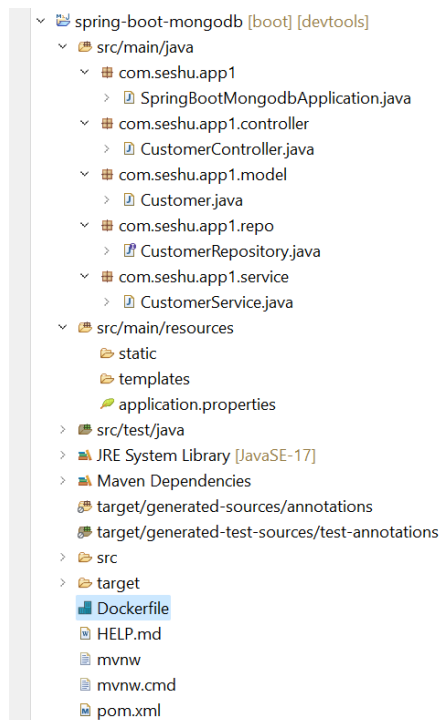 spring-boot-mongodb [boot] [devtools]
src/main/java
com.seshu.app1
SpringBootMongodbApplication.java
com.seshu.app1.controller
CustomerController.java
com.seshu.app1.model
Customer.java
com.seshu.app1.repo
CustomerRepository.java
com.seshu.app1.service
CustomerService.java
src/main/resources
static
templates
application.properties
src/test/java
JRE System Library [JavaSE-17]
Maven Dependencies
target/generated-sources/annotations
target/generated-test-sources/test-annotations
src
target
Dockerfile
HELP.md
mvnw
mvnw.cmd
pom.xml